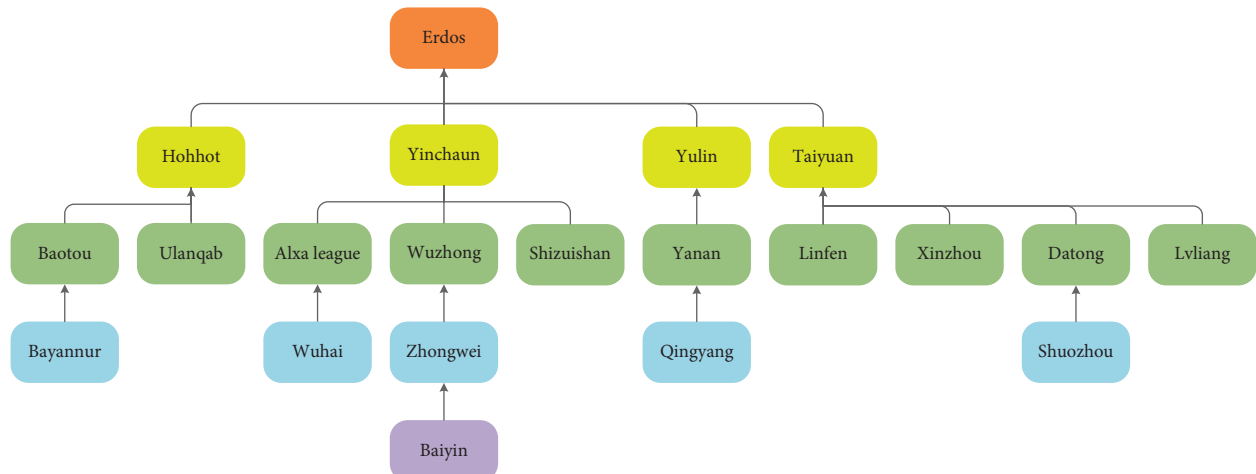 Erdos
Hohhot
Yinchaun
Yulin
Taiyuan
Baotou
Ulanqab
Alxa league
Wuzhong
Shizuishan
Yanan
Linfen
Xinzhou
Datong
Lvliang
Bayannur
Wuhai
Zhongwei
Qingyang
Shuozhou
Baiyin